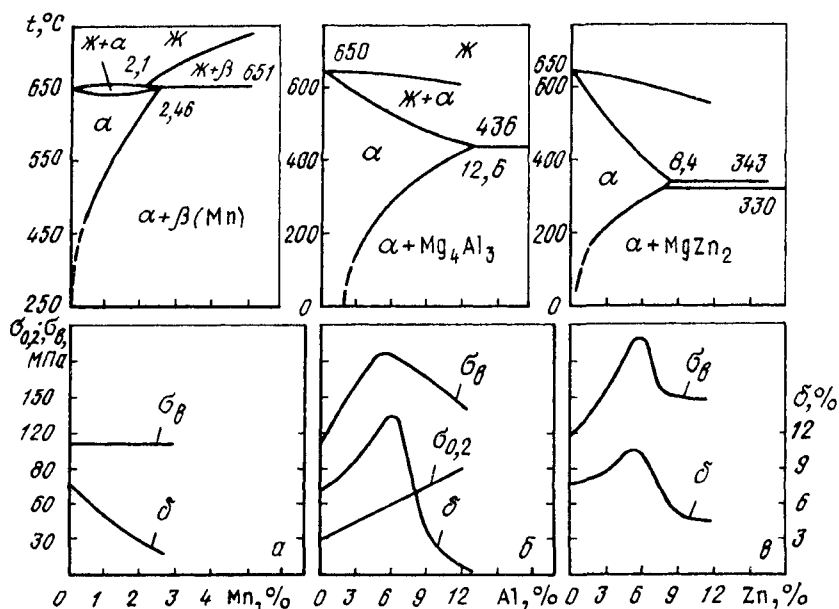 t,°C
Ж+α
2,1
Ж
Ж+β
651
650
2,46
α
550
450
α+β(Mn)
250
650
Ж
600
Ж+α
436
400
α
12,6
200
α+Mg₄Al₃
0
650
600
400
8,4
343
α
330
200
α+MgZn₂
0
σ0,2; σв,
МПа
150
120
80
60
30
σв
δ
а
σв
σ0,2
δ
б
σв
δ
в
δ,%
12
9
6
3
0 1 2 3 4 Mn,%
0 3 6 9 12 Al,%
0 3 6 9 12 Zn,%